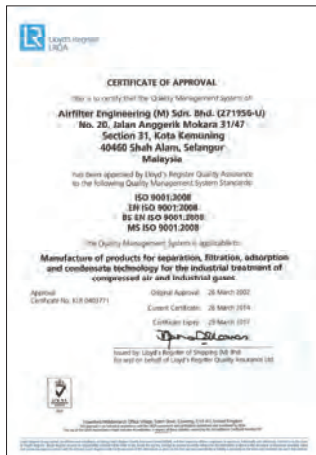 LR
Lloyd's Register
LRQA
CERTIFICATE OF APPROVAL
This is to certify that the Quality Management System of:
Airfilter Engineering (M) Sdn. Bhd. (271956-U)
No. 20, Jalan Anggerik Mokara 31/47
Section 31, Kota Kemuning
40460 Shah Alam, Selangor
Malaysia
has been approved by Lloyd's Register Quality Assurance
to the following Quality Management System Standards:
ISO 9001:2008
EN ISO 9001:2008
BS EN ISO 9001:2008
MS ISO 9001:2008
The Quality Management System is applicable to:
Manufacture of products for separation, filtration, adsorption
and condensate technology for the industrial treatment of
compressed air and industrial gases.
Approval
Certificate No: KLR 0403771
Original Approval: 26 March 2002
Current Certificate: 26 March 2014
Certificate Expiry: 29 March 2017
Issued by: Lloyd's Register of Shipping (M) Bhd
for and on behalf of Lloyd's Register Quality Assurance Ltd